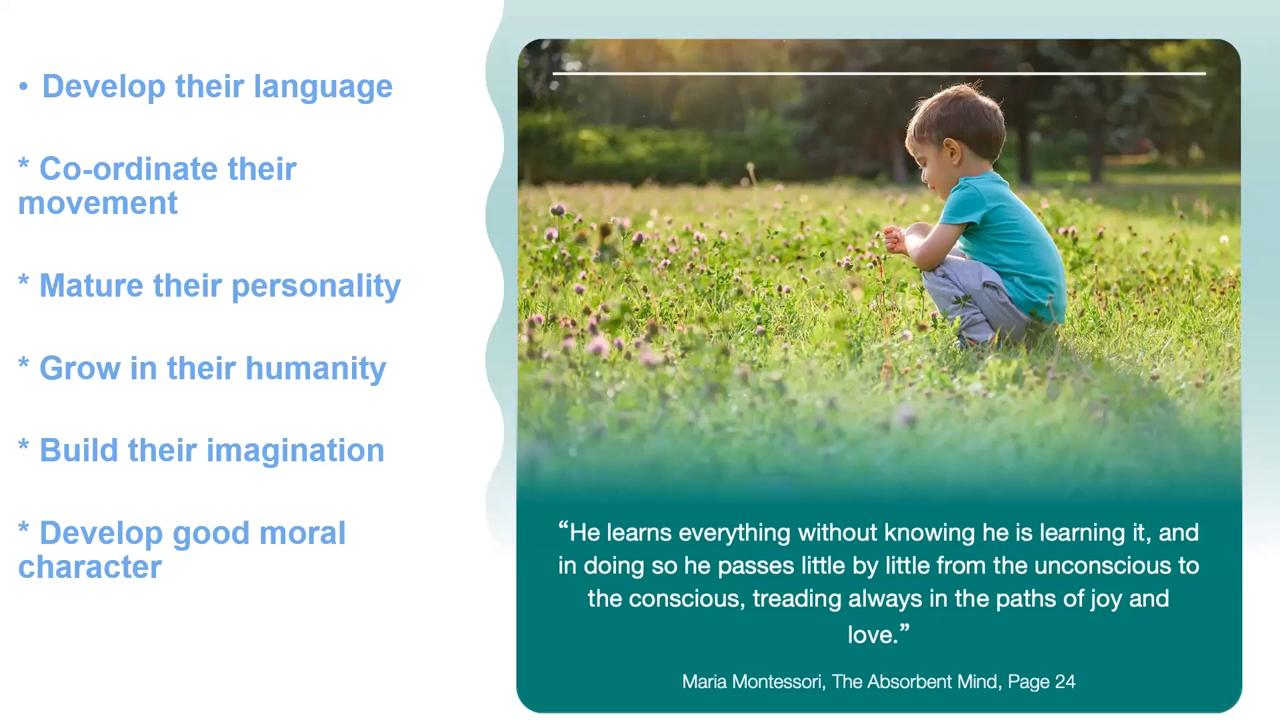 • Develop their language
* Co-ordinate their
movement
* Mature their personality
* Grow in their humanity
* Build their imagination
* Develop good moral
character
“He learns everything without knowing he is learning it, and
in doing so he passes little by little from the unconscious to
the conscious, treading always in the paths of joy and
love.”
Maria Montessori, The Absorbent Mind, Page 24